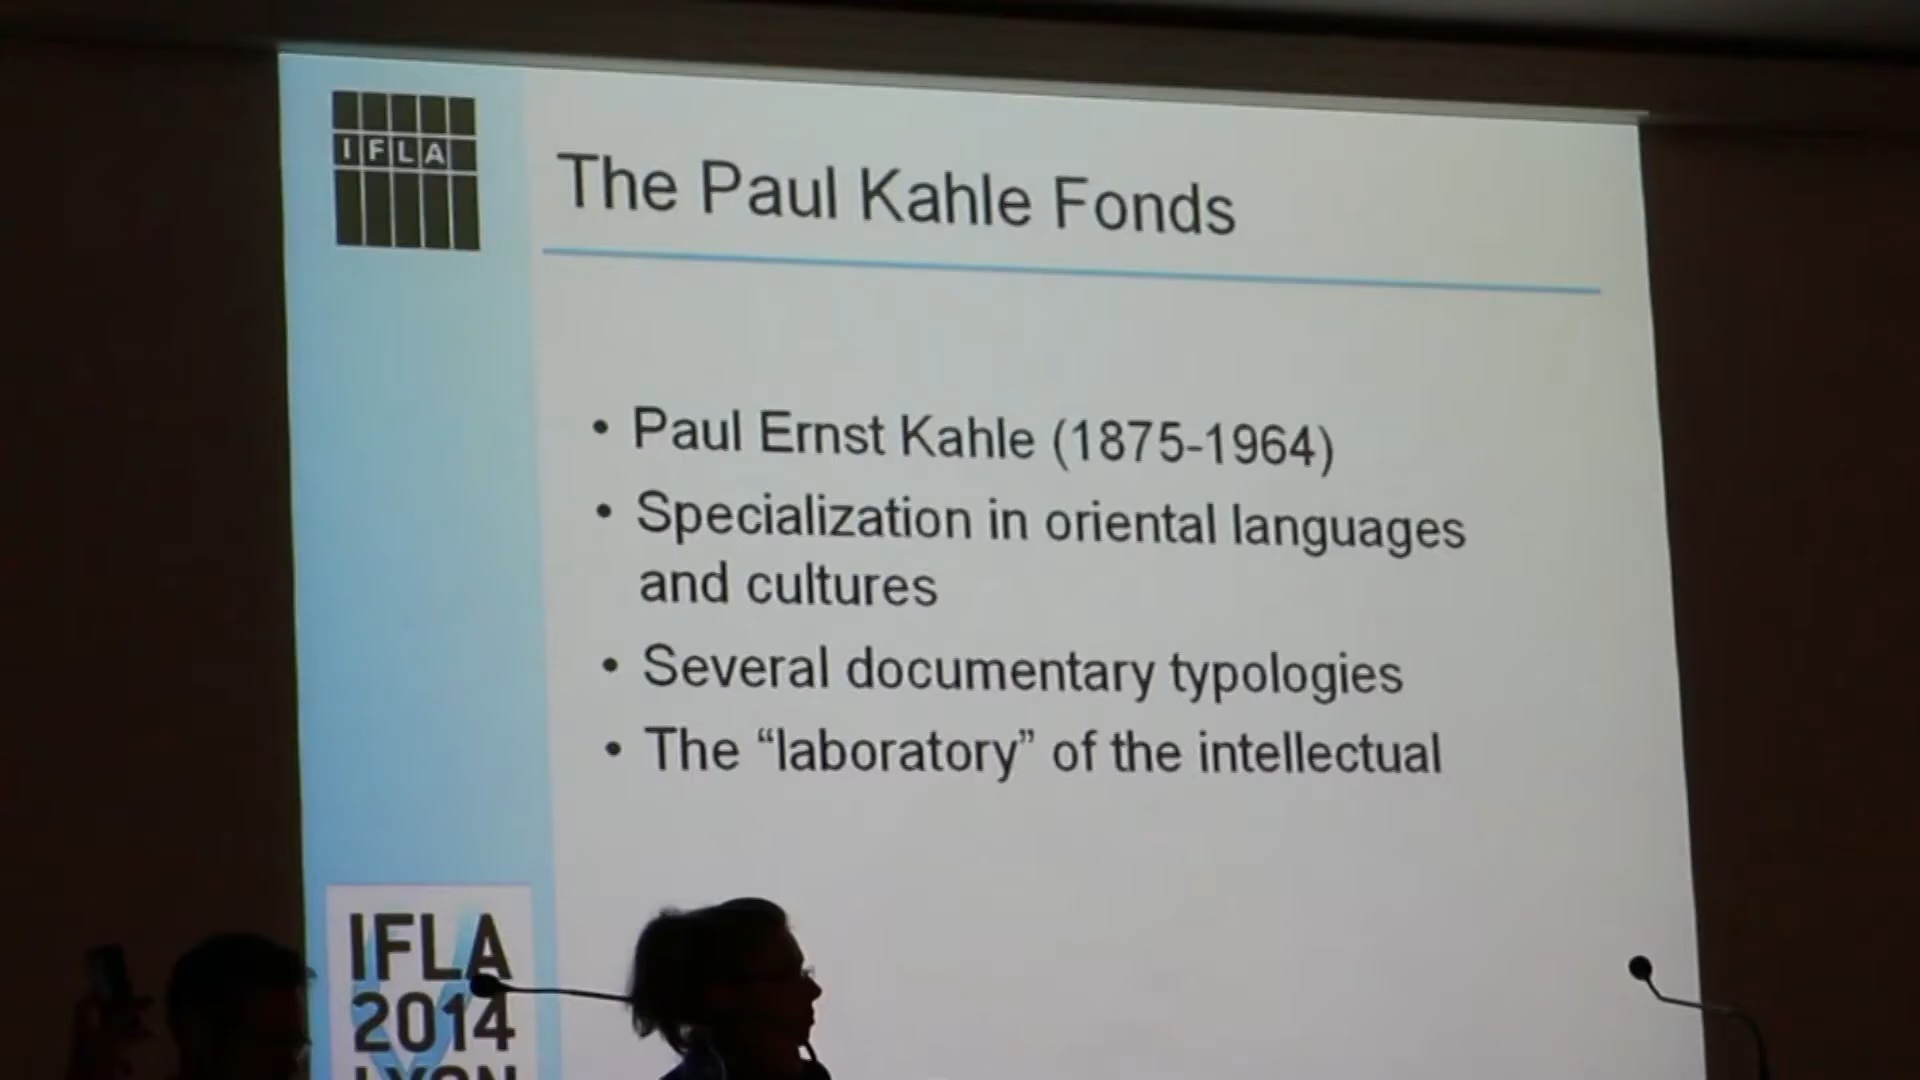 IFLA
The Paul Kahle Fonds
• Paul Ernst Kahle (1875-1964)
• Specialization in oriental languages
and cultures
• Several documentary typologies
• The “laboratory” of the intellectual
IFLA
2014
LYON